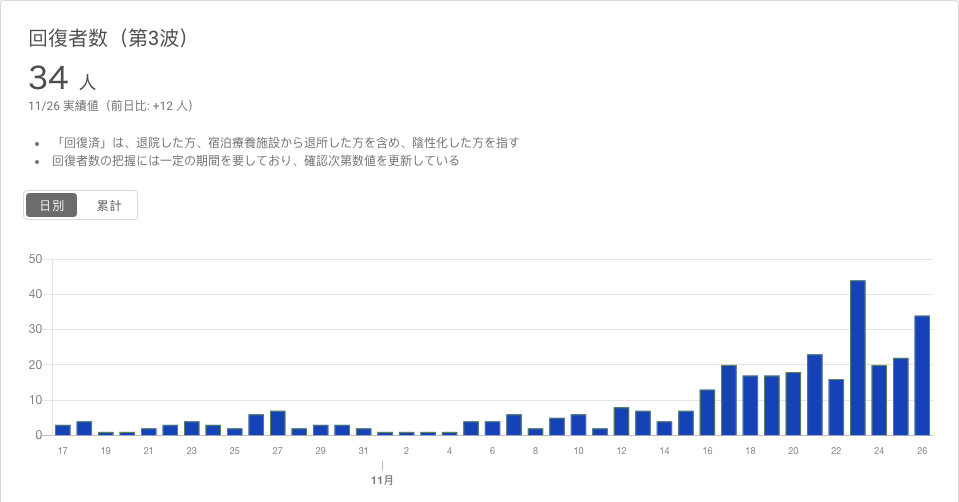 回復者数（第3波）
34 人
11/26 実績値（前日比: +12 人）
• 「回復済」は、退院した方、宿泊療養施設から退所した方を含め、陰性化した方を指す
• 回復者数の把握には一定の期間を要しており、確認次第数値を更新している
日別 累計
50
40
30
20
10
0
17 19 21 23 25 27 29 31 2 4 6 8 10 12 14 16 18 20 22 24 26
11月